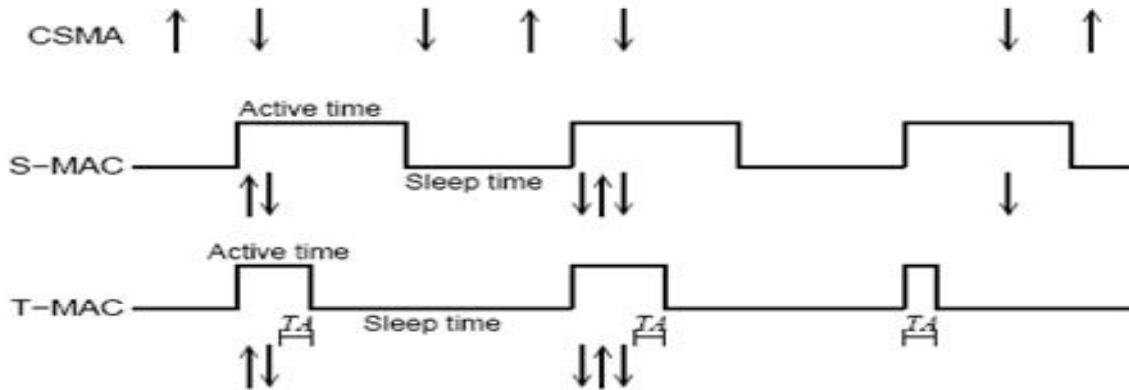 CSMA
Active time
S-MAC
Sleep time
Active time
T-MAC
TA
Sleep time
TA
TA